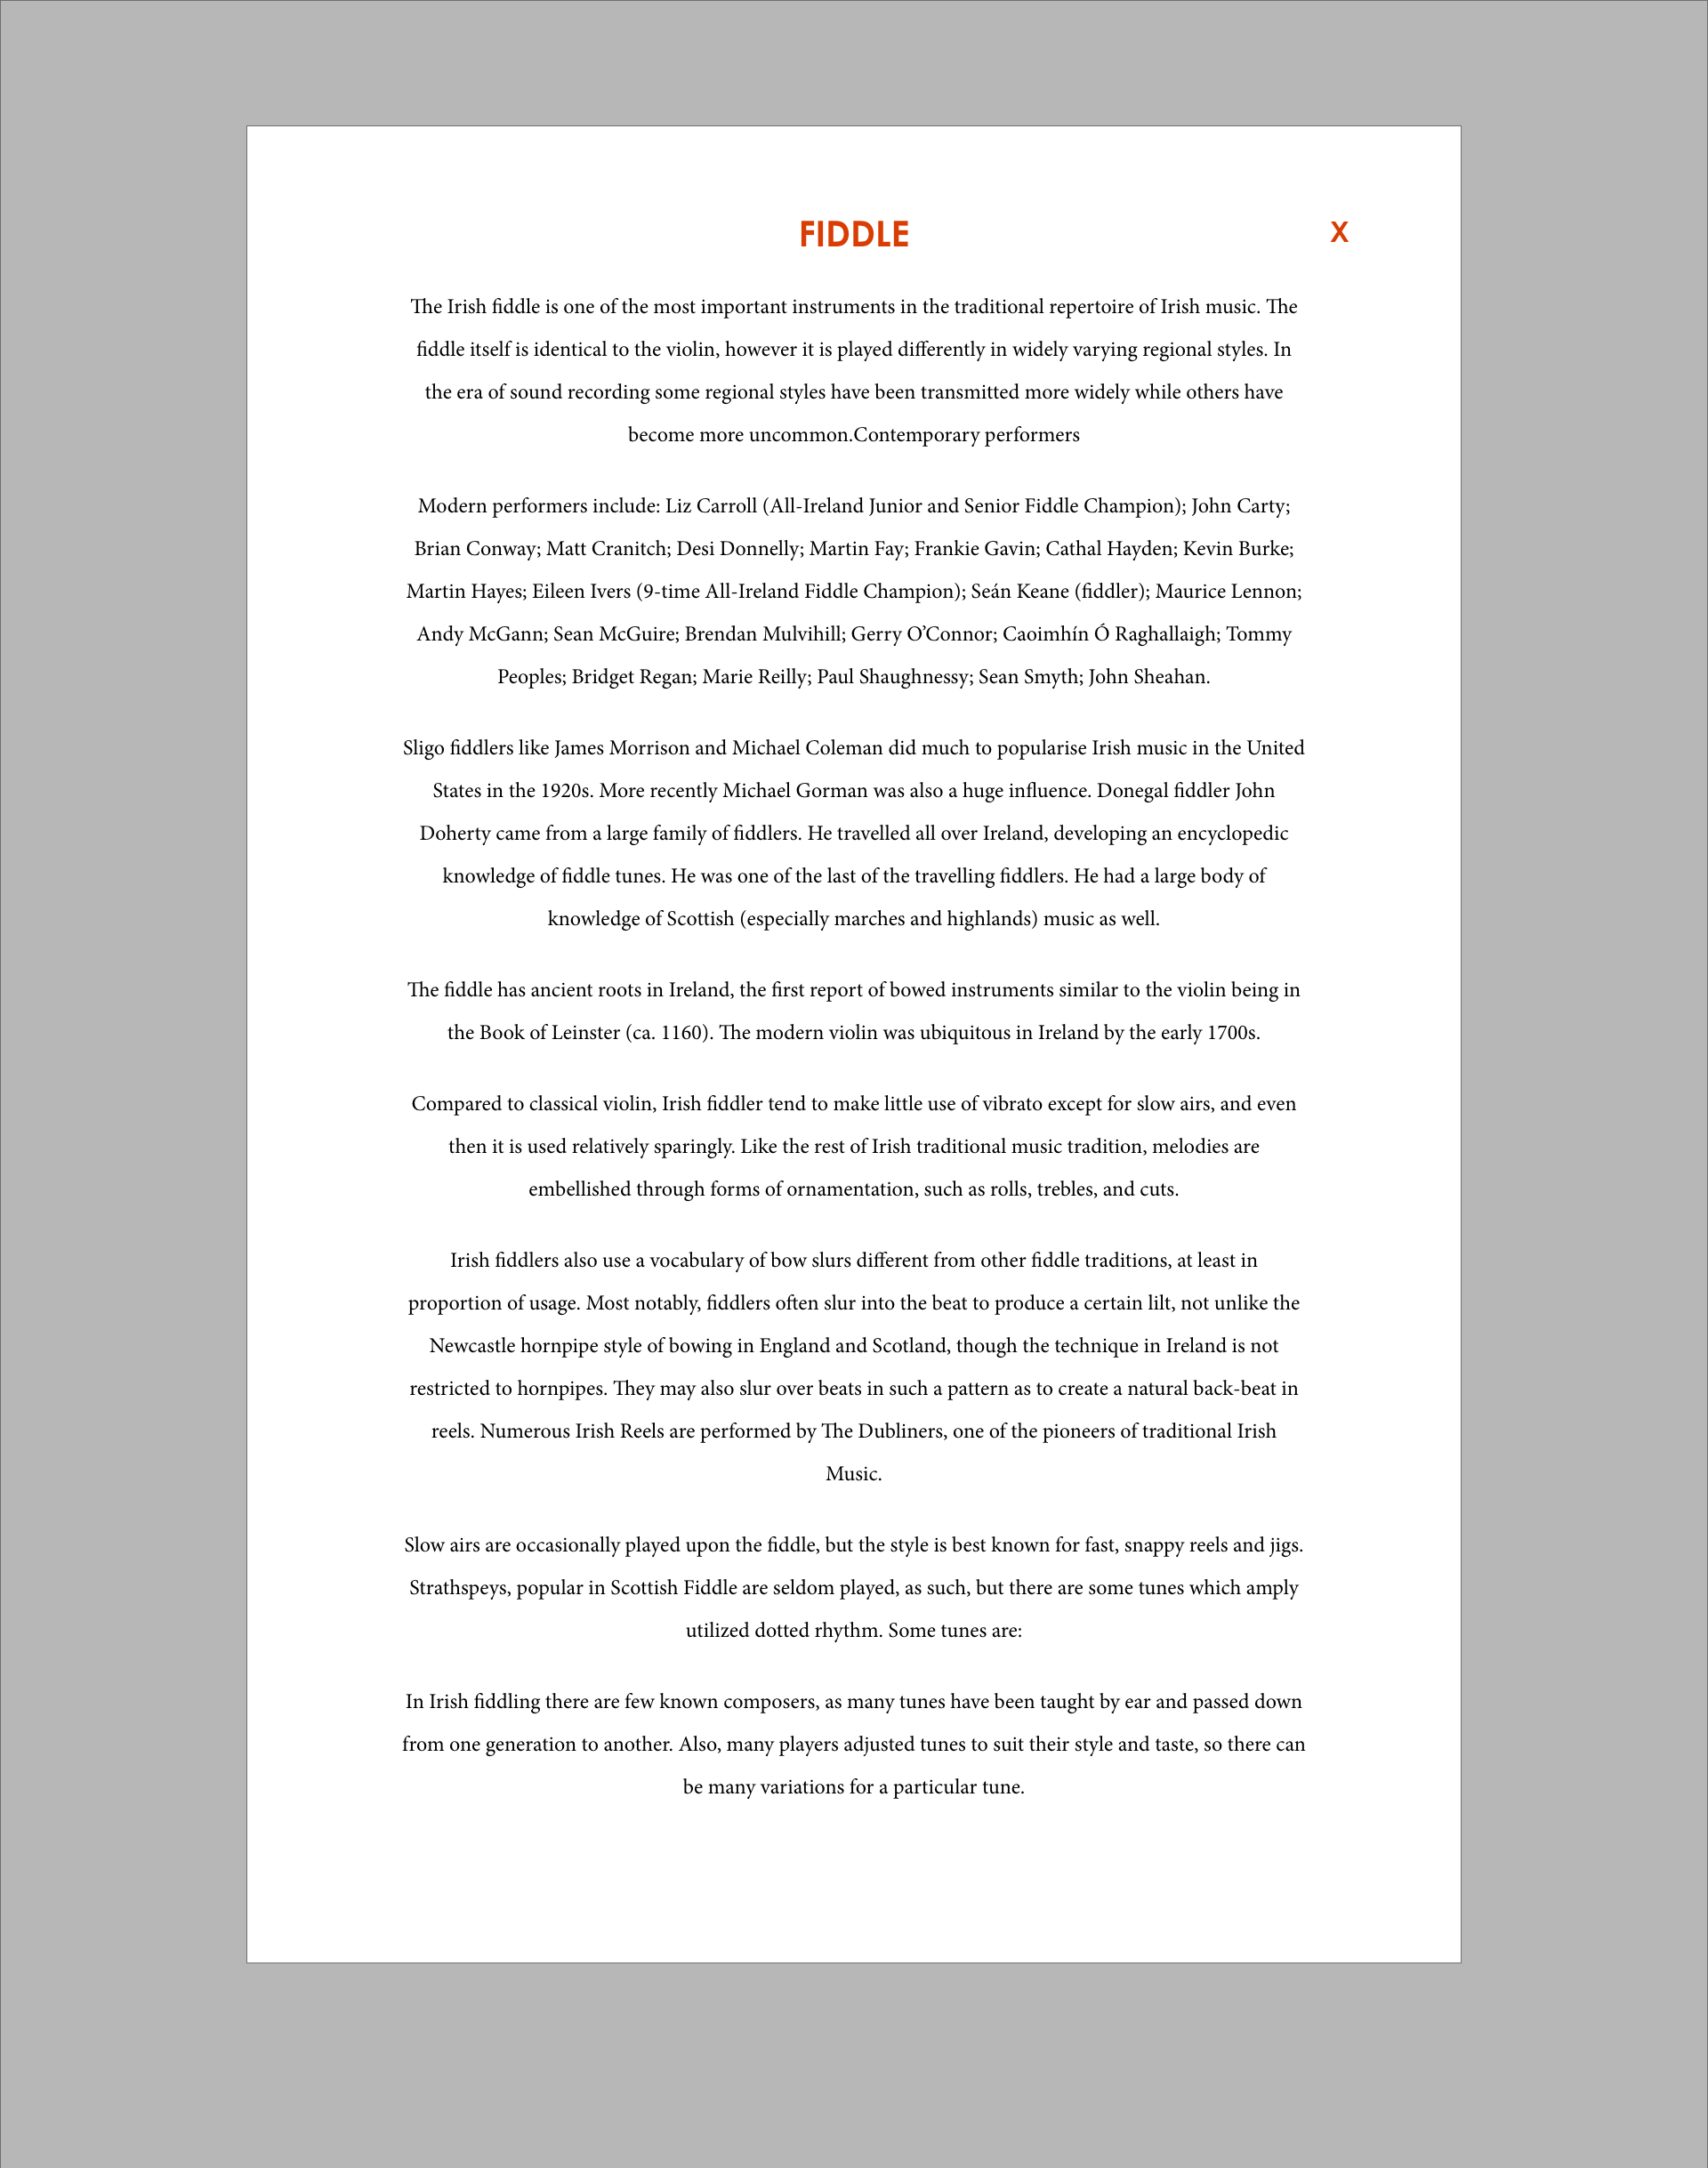 FIDDLE
X
The Irish fiddle is one of the most important instruments in the traditional repertoire of Irish music. The
fiddle itself is identical to the violin, however it is played differently in widely varying regional styles. In
the era of sound recording some regional styles have been transmitted more widely while others have
become more uncommon.Contemporary performers
Modern performers include: Liz Carroll (All-Ireland Junior and Senior Fiddle Champion); John Carty;
Brian Conway; Matt Cranitch; Desi Donnelly; Martin Fay; Frankie Gavin; Cathal Hayden; Kevin Burke;
Martin Hayes; Eileen Ivers (9-time All-Ireland Fiddle Champion); Seán Keane (fiddler); Maurice Lennon;
Andy McGann; Sean McGuire; Brendan Mulvihill; Gerry O’Connor; Caoimhín Ó Raghallaigh; Tommy
Peoples; Bridget Regan; Marie Reilly; Paul Shaughnessy; Sean Smyth; John Sheahan.
Sligo fiddlers like James Morrison and Michael Coleman did much to popularise Irish music in the United
States in the 1920s. More recently Michael Gorman was also a huge influence. Donegal fiddler John
Doherty came from a large family of fiddlers. He travelled all over Ireland, developing an encyclopedic
knowledge of fiddle tunes. He was one of the last of the travelling fiddlers. He had a large body of
knowledge of Scottish (especially marches and highlands) music as well.
The fiddle has ancient roots in Ireland, the first report of bowed instruments similar to the violin being in
the Book of Leinster (ca. 1160). The modern violin was ubiquitous in Ireland by the early 1700s.
Compared to classical violin, Irish fiddler tend to make little use of vibrato except for slow airs, and even
then it is used relatively sparingly. Like the rest of Irish traditional music tradition, melodies are
embellished through forms of ornamentation, such as rolls, trebles, and cuts.
Irish fiddlers also use a vocabulary of bow slurs different from other fiddle traditions, at least in
proportion of usage. Most notably, fiddlers often slur into the beat to produce a certain lilt, not unlike the
Newcastle hornpipe style of bowing in England and Scotland, though the technique in Ireland is not
restricted to hornpipes. They may also slur over beats in such a pattern as to create a natural back-beat in
reels. Numerous Irish Reels are performed by The Dubliners, one of the pioneers of traditional Irish
Music.
Slow airs are occasionally played upon the fiddle, but the style is best known for fast, snappy reels and jigs.
Strathspeys, popular in Scottish Fiddle are seldom played, as such, but there are some tunes which amply
utilized dotted rhythm. Some tunes are:
In Irish fiddling there are few known composers, as many tunes have been taught by ear and passed down
from one generation to another. Also, many players adjusted tunes to suit their style and taste, so there can
be many variations for a particular tune.